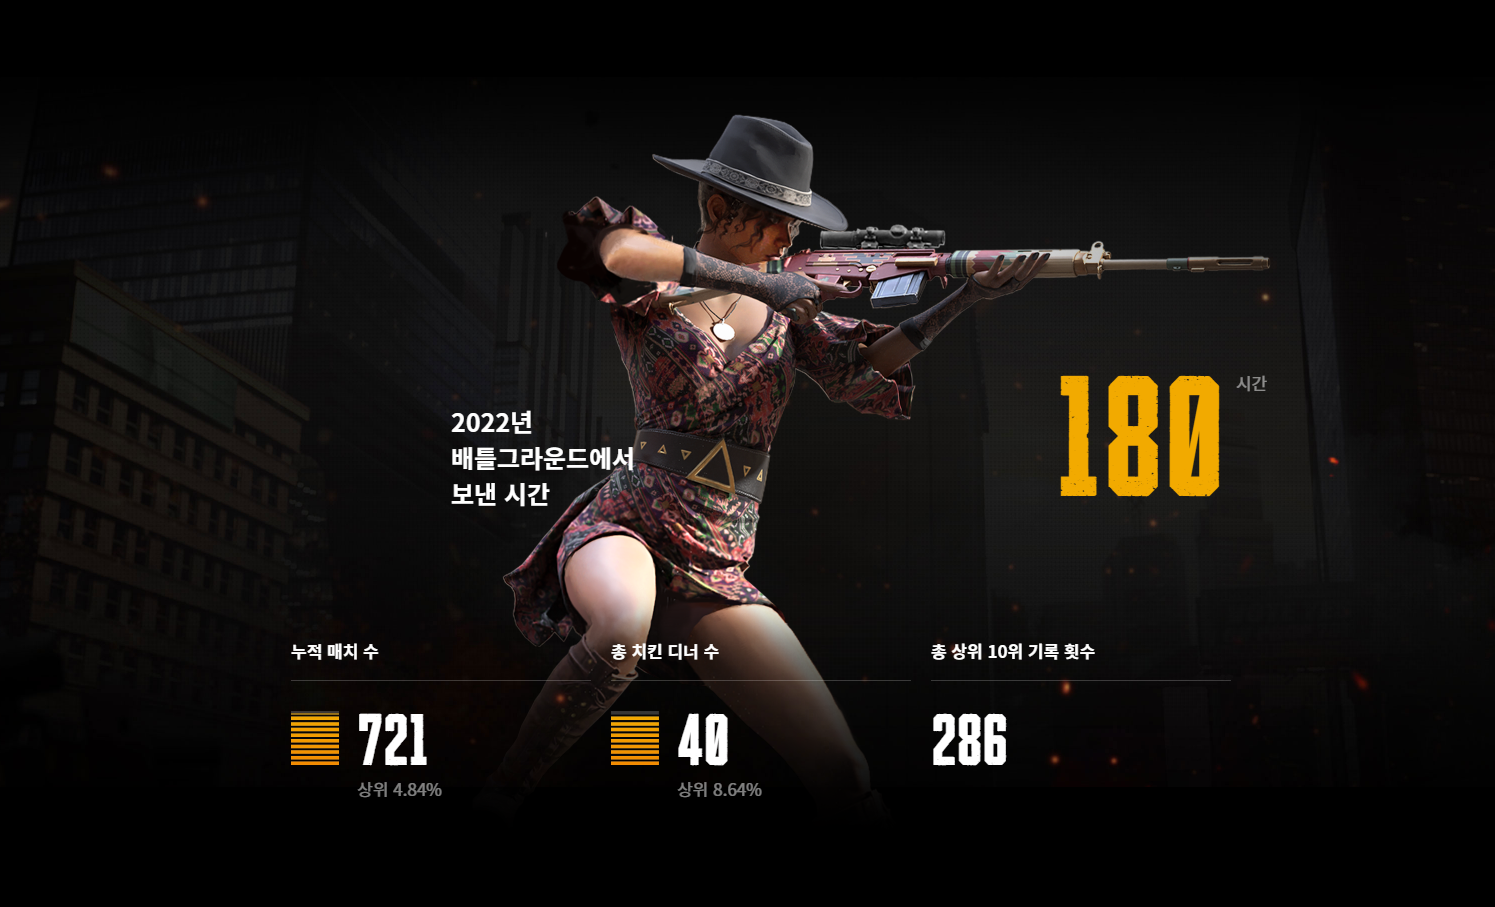 2022년
배틀그라운드에서
보낸 시간
180 시간
누적 매치 수
721
상위 4.84%
총 치킨 디너 수
40
상위 8.64%
총 상위 10위 기록 횟수
286